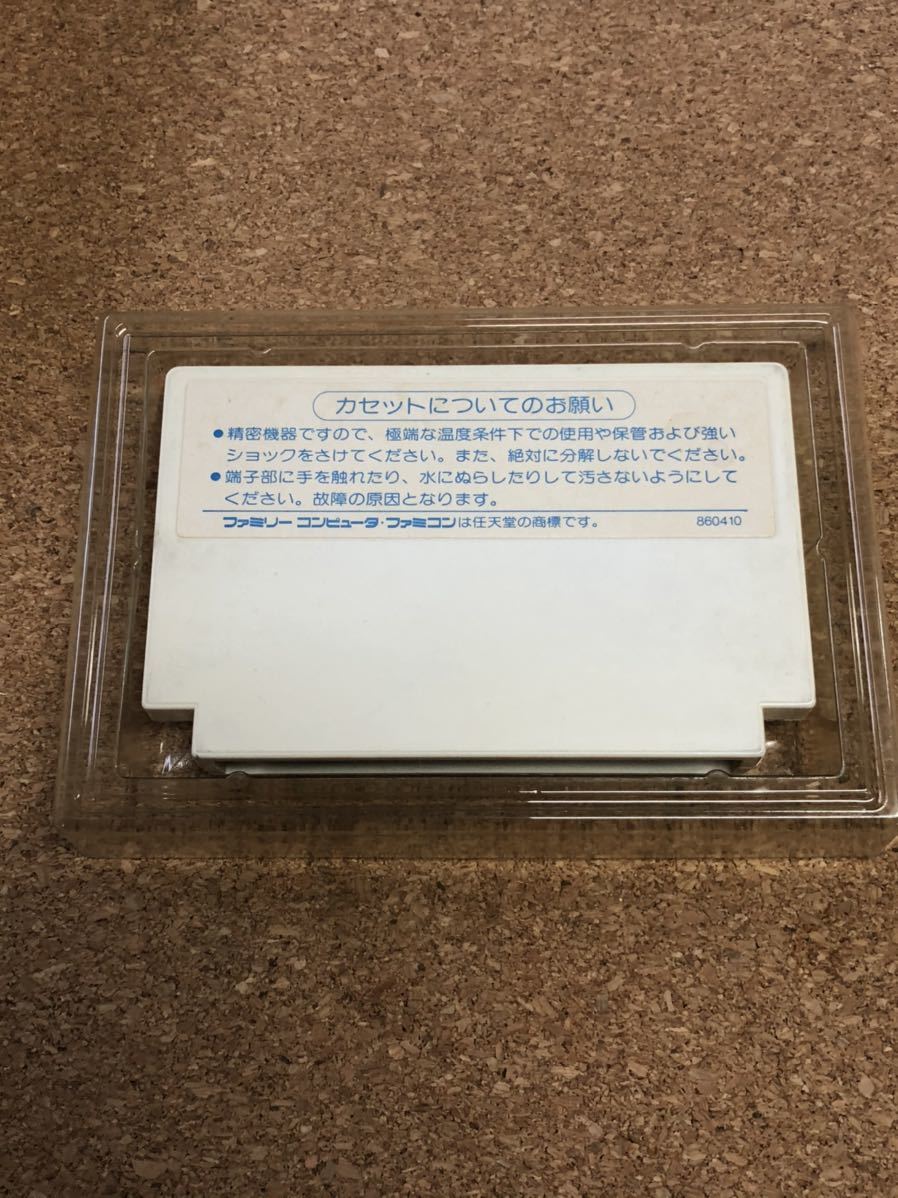 カセットについてのお願い
●精密機器ですので、極端な温度条件下での使用や保管および強い
ショックをさけてください。また、絶対に分解しないでください。
●端子部に手を触れたり、水にぬらしたりして汚さないようにして
ください。故障の原因となります。
ファミリーコンピュータ・ファミコンは任天堂の商標です。 860410